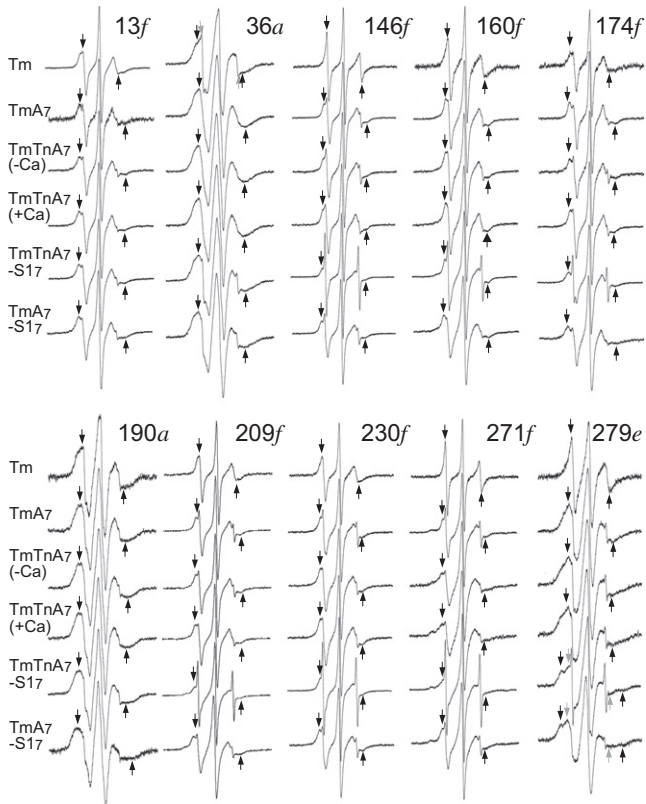 13f 36a 146f 160f 174f
Tm
TmA7
TmTnA7
(-Ca)
TmTnA7
(+Ca)
TmTnA7
-S17
TmA7
-S17
190a 209f 230f 271f 279e
Tm
TmA7
TmTnA7
(-Ca)
TmTnA7
(+Ca)
TmTnA7
-S17
TmA7
-S17